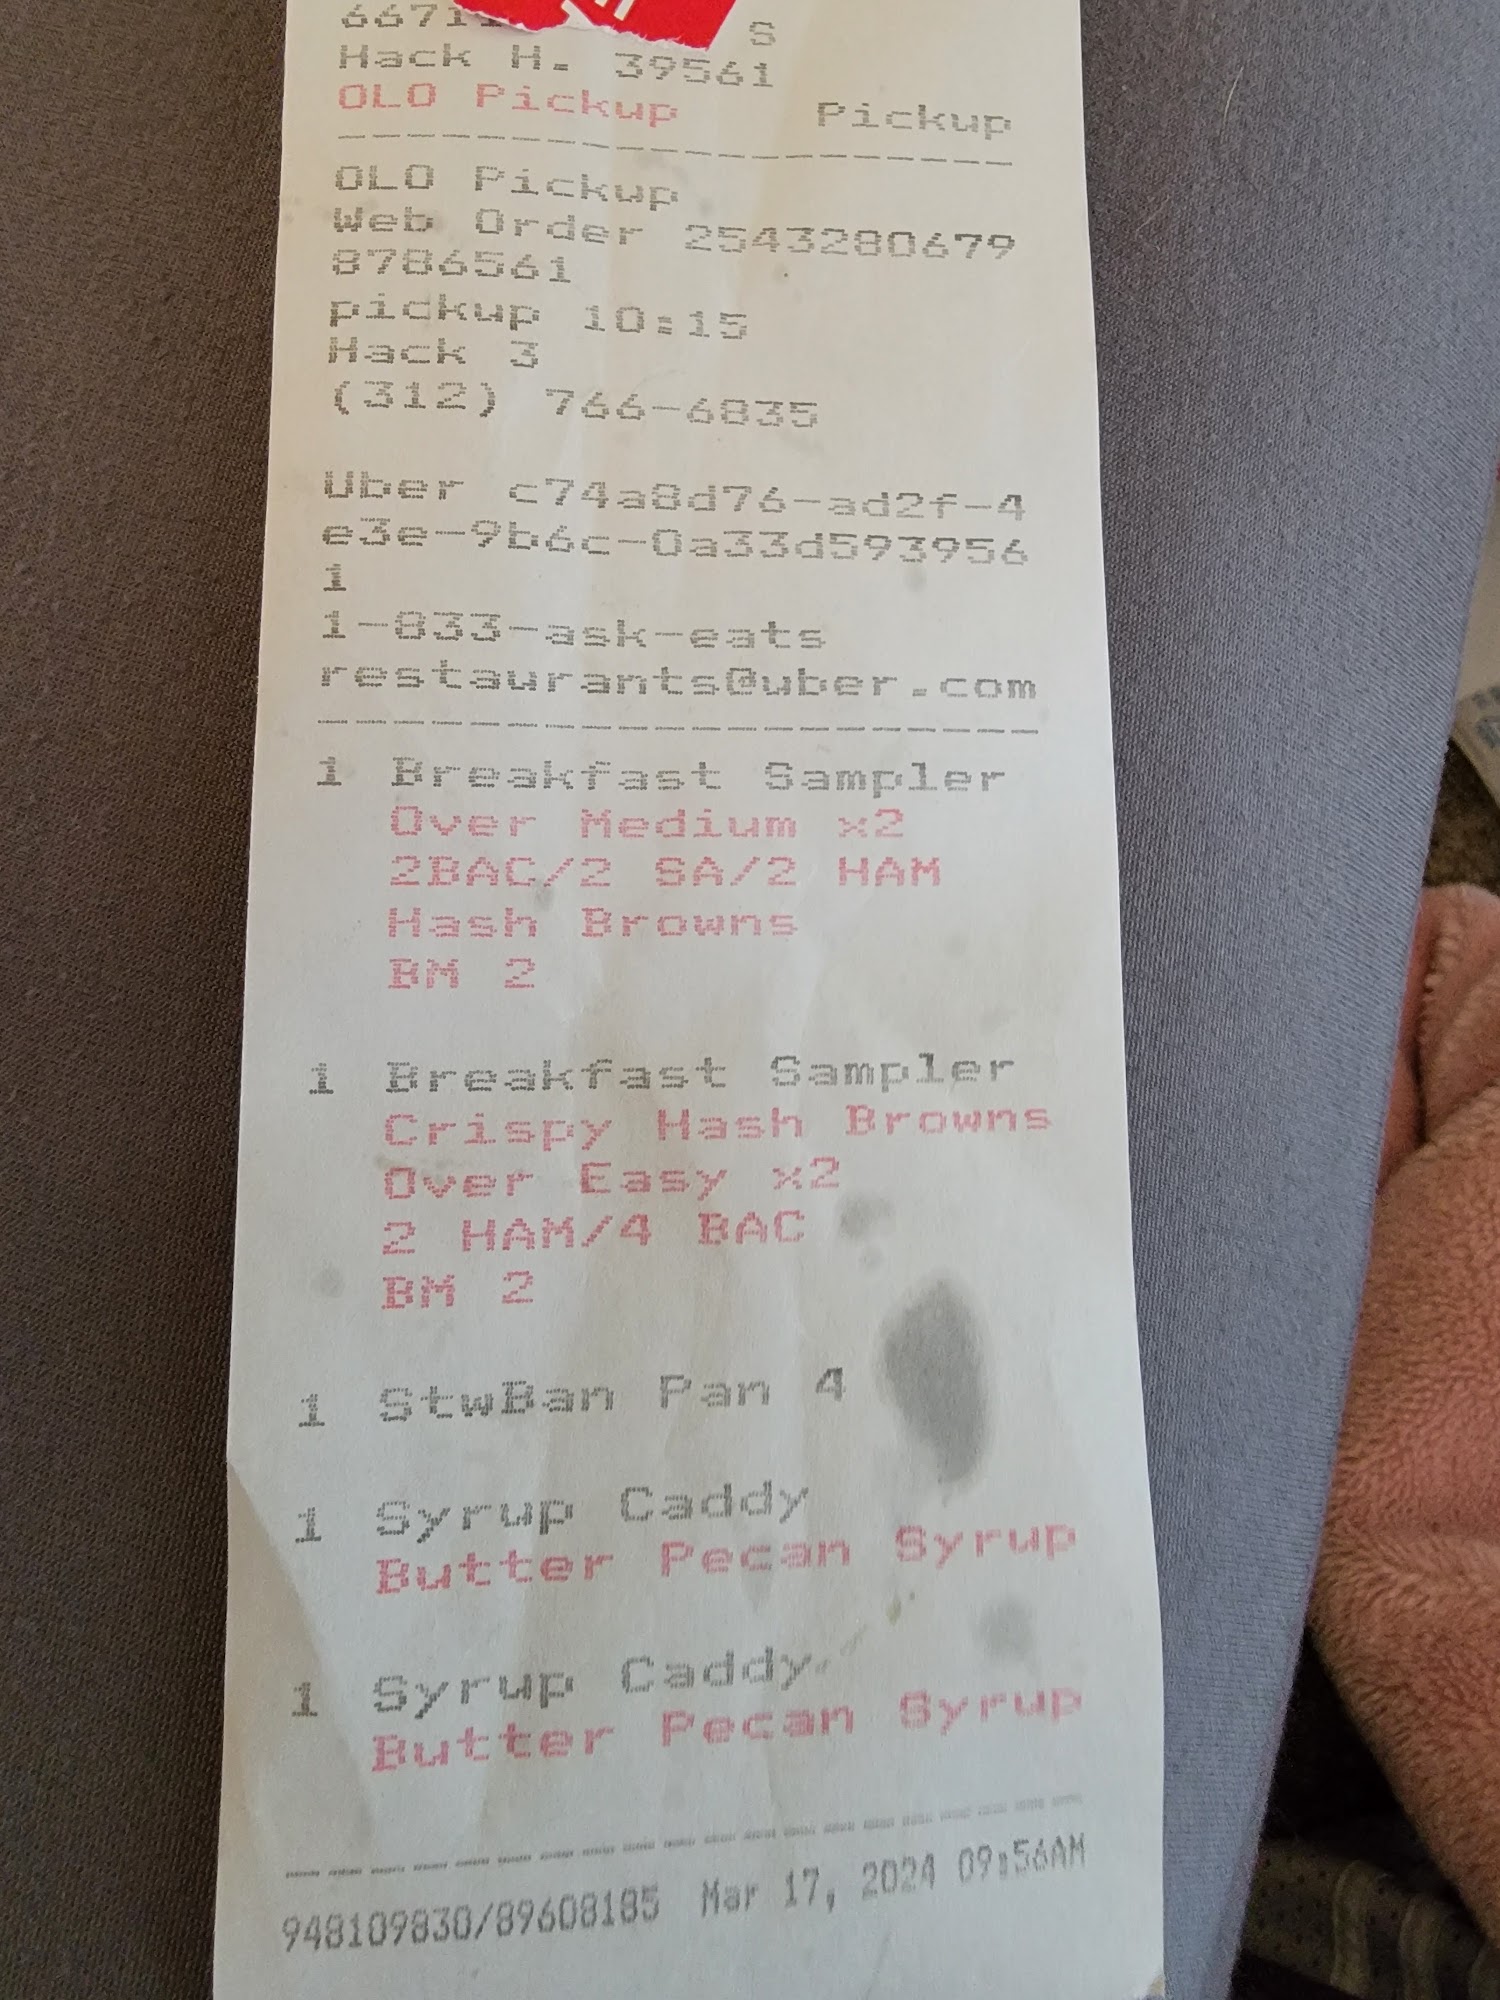 Hack H. 39561
OLO Pickup Pickup
OLO Pickup
Web Order 2543280679
8786561
pickup 10:15
Hack 3
(312) 766-6835
Uber c74a8d76-ad2f-4
e3e-9b6c-0a33d593956
1
1-833-ask-eats
restaurants@uber.com
1 Breakfast Sampler
Over Medium x2
2BAC/2 SA/2 HAM
Hash Browns
BM 2
1 Breakfast Sampler
Crispy Hash Browns
Over Easy x2
2 HAM/4 BAC
BM 2
1 StwBan Pan 4
1 Syrup Caddy
Butter Pecan Syrup
1 Syrup Caddy
Butter Pecan Syrup
948109830/89608185 Mar 17, 2024 09:56AM